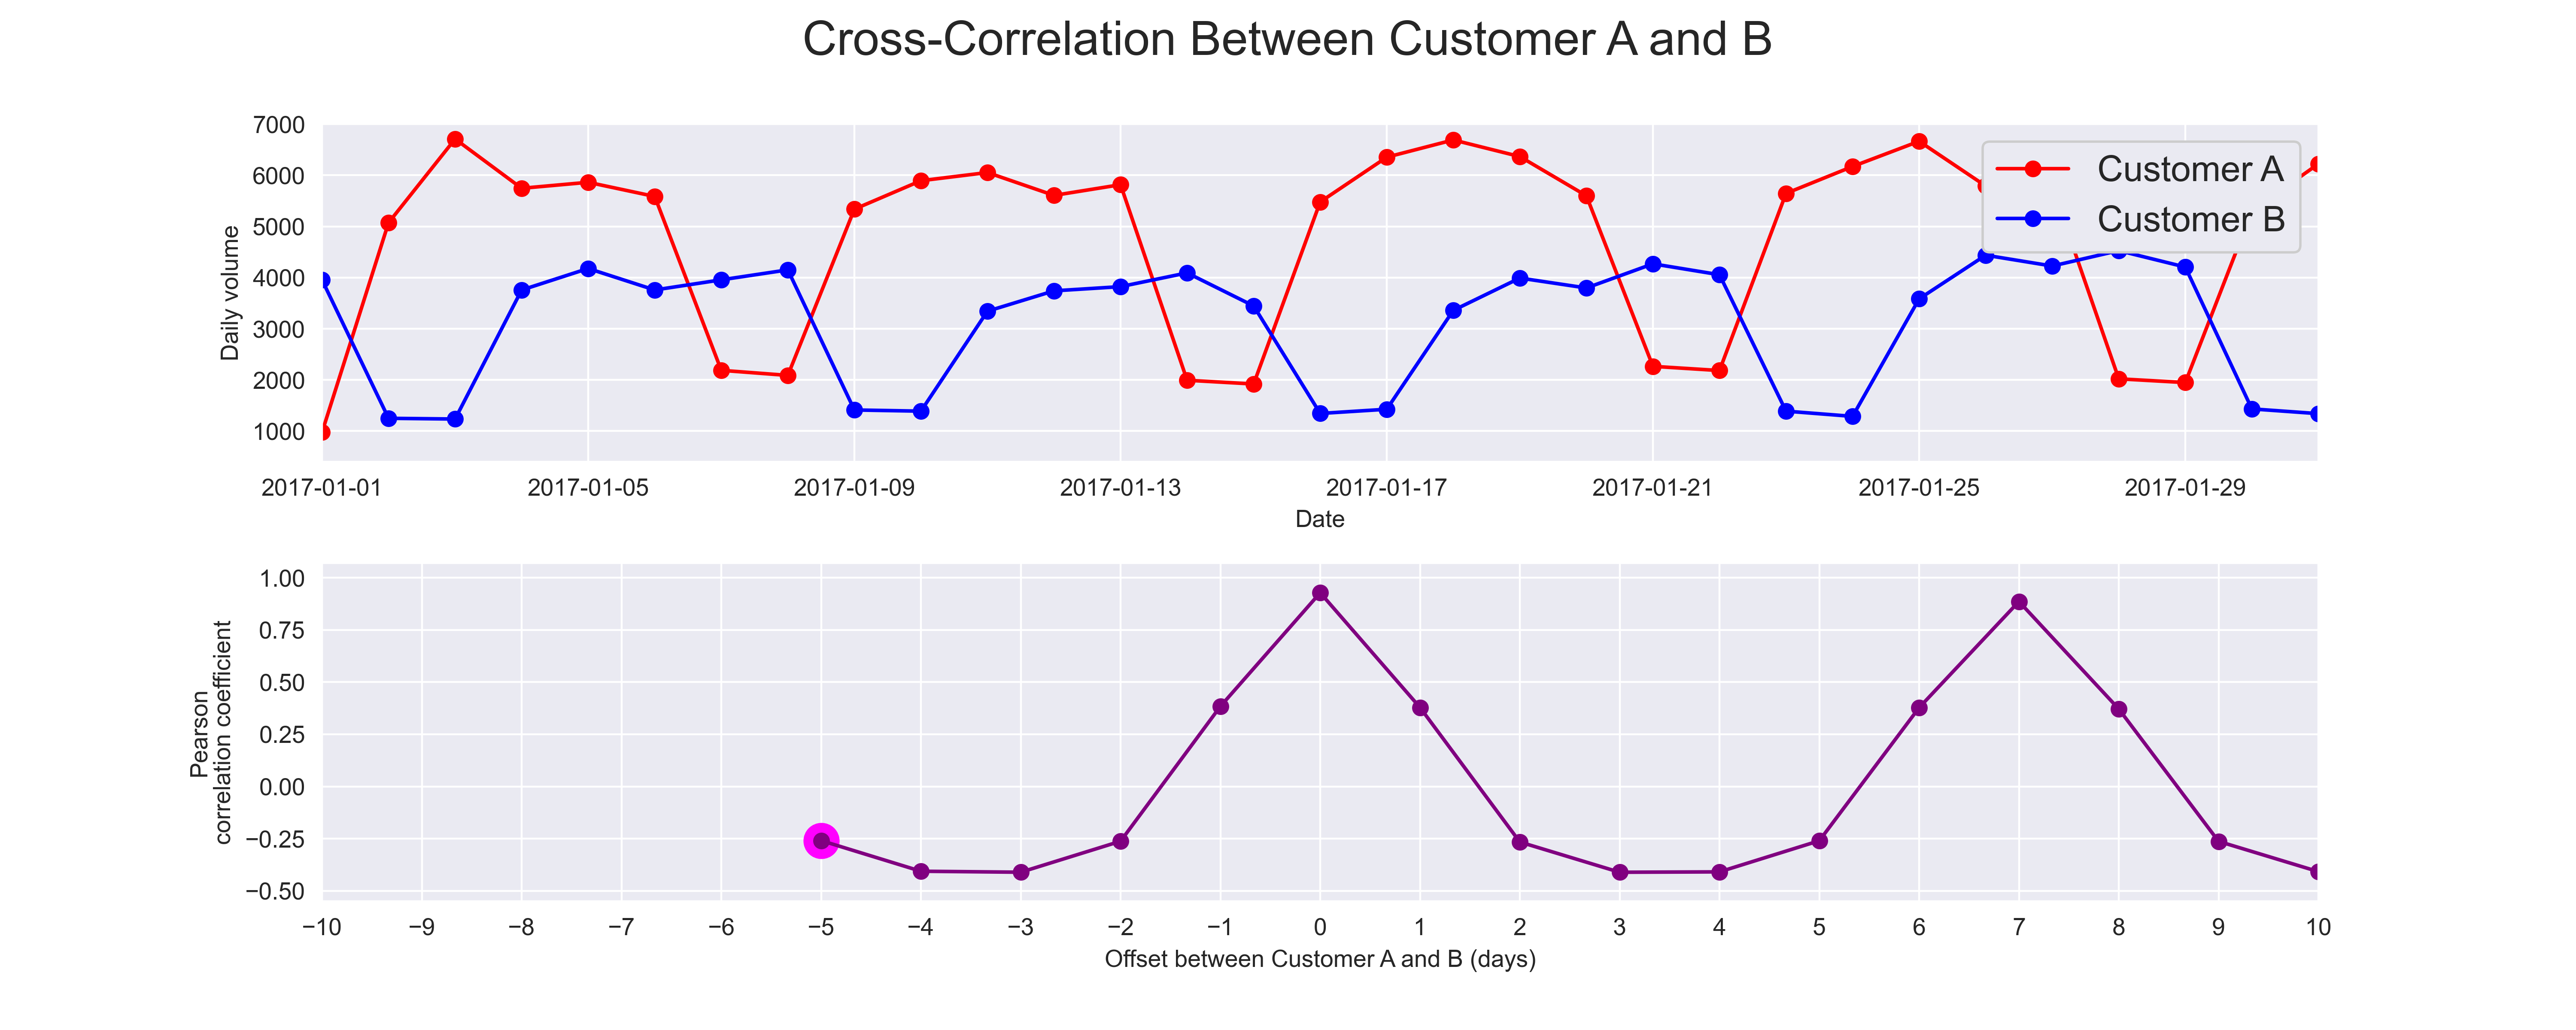 Cross-Correlation Between Customer A and B
7000
6000
5000
4000
3000
2000
1000
Daily volume
Customer A
Customer B
2017-01-01 2017-01-05 2017-01-09 2017-01-13 2017-01-17 2017-01-21 2017-01-25 2017-01-29
Date
1.00
0.75
0.50
0.25
0.00
−0.25
−0.50
Pearson
correlation coefficient
−10 −9 −8 −7 −6 −5 −4 −3 −2 −1 0 1 2 3 4 5 6 7 8 9 10
Offset between Customer A and B (days)